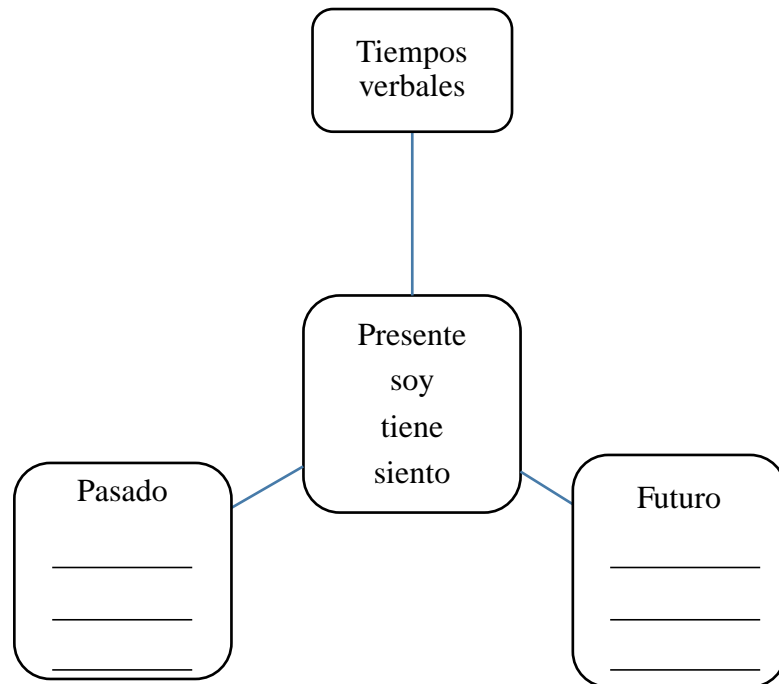 Tiempos
verbales
Presente
soy
tiene
siento
Pasado
Futuro